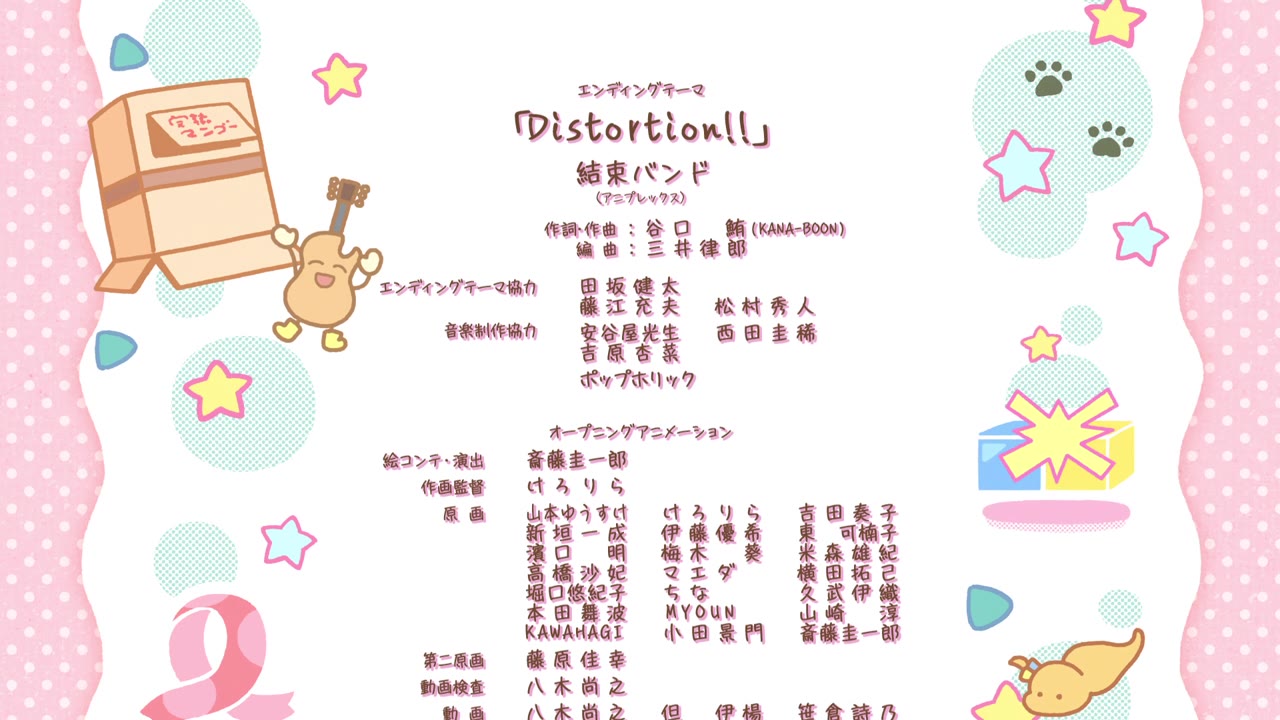 完熟
マンゴー
エンディングテーマ
「Distortion!!」
結束バンド
(アニプレックス)
作詞・作曲：谷口 鮪(KANA-BOON)
編曲：三井律郎
エンディングテーマ協力 田坂健太
藤江充夫 松村秀人
音楽制作協力 安谷屋光生 西田圭稀
吉原杏菜
ポップホリック
オープニングアニメーション
絵コンテ・演出 斎藤圭一郎
作画監督 けろりら
原画 山本ゆうすけ けろりら 吉田奏子
新垣一成 伊藤優希 東 可楠子
濱口 明 梅木 葵 米森雄紀
高橋沙妃 マエダ 横田拓己
堀口悠紀子 ちな 久武伊織
本田舞波 MYOUN 山崎 淳
KAWAHAGI 小田景門 斎藤圭一郎
第二原画 藤原佳幸
動画検査 八木尚之
動画 八木尚之 但 伊楊 笹倉詩乃